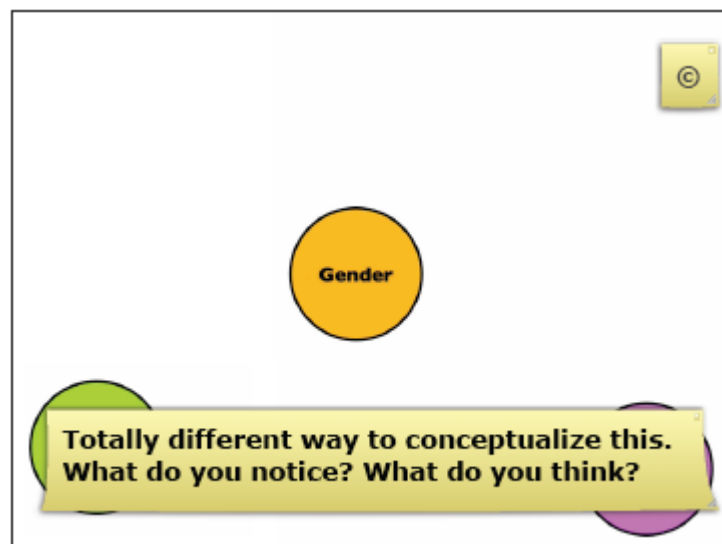 ©
Gender
Totally different way to conceptualize this.
What do you notice? What do you think?